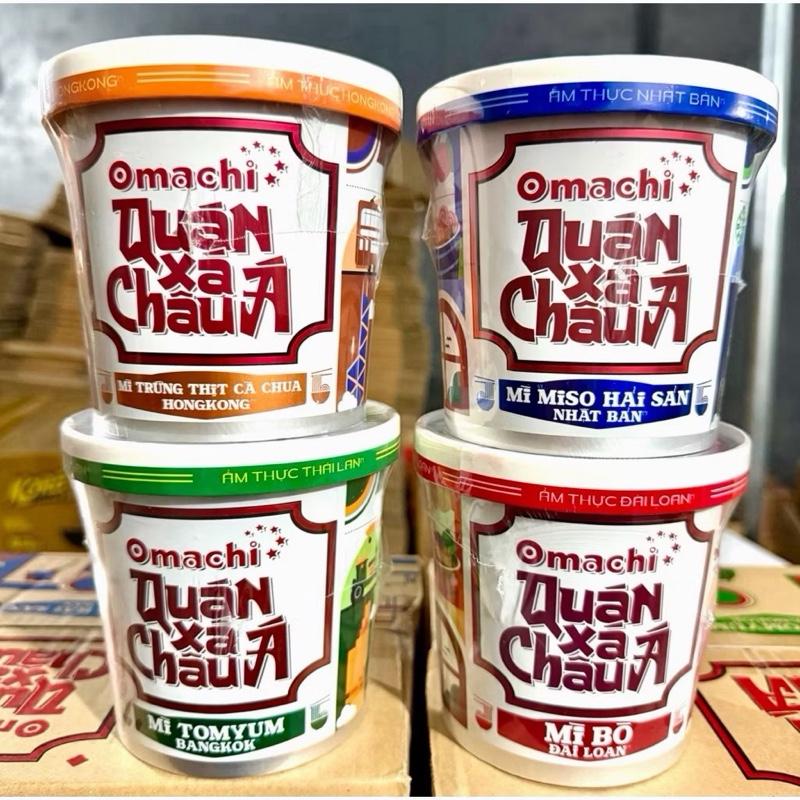 HONGKONG ẨM THỰC HONGKONG
Omachi
QUÁN
XÁ
CHÂU Á
MÌ TRỨNG THỊT CÀ CHUA
HONGKONG
ẨM THỰC NHẬT BẢN
Omachi
QUÁN
XÁ
CHÂU Á
MÌ MISO HẢI SẢN
NHẬT BẢN
ẨM THỰC THÁI LAN
Omachi
QUÁN
XÁ
CHÂU Á
MÌ TOMYUM
BANGKOK
ẨM THỰC ĐÀI LOAN
Omachi
QUÁN
XÁ
CHÂU Á
MÌ BÒ
ĐÀI LOAN